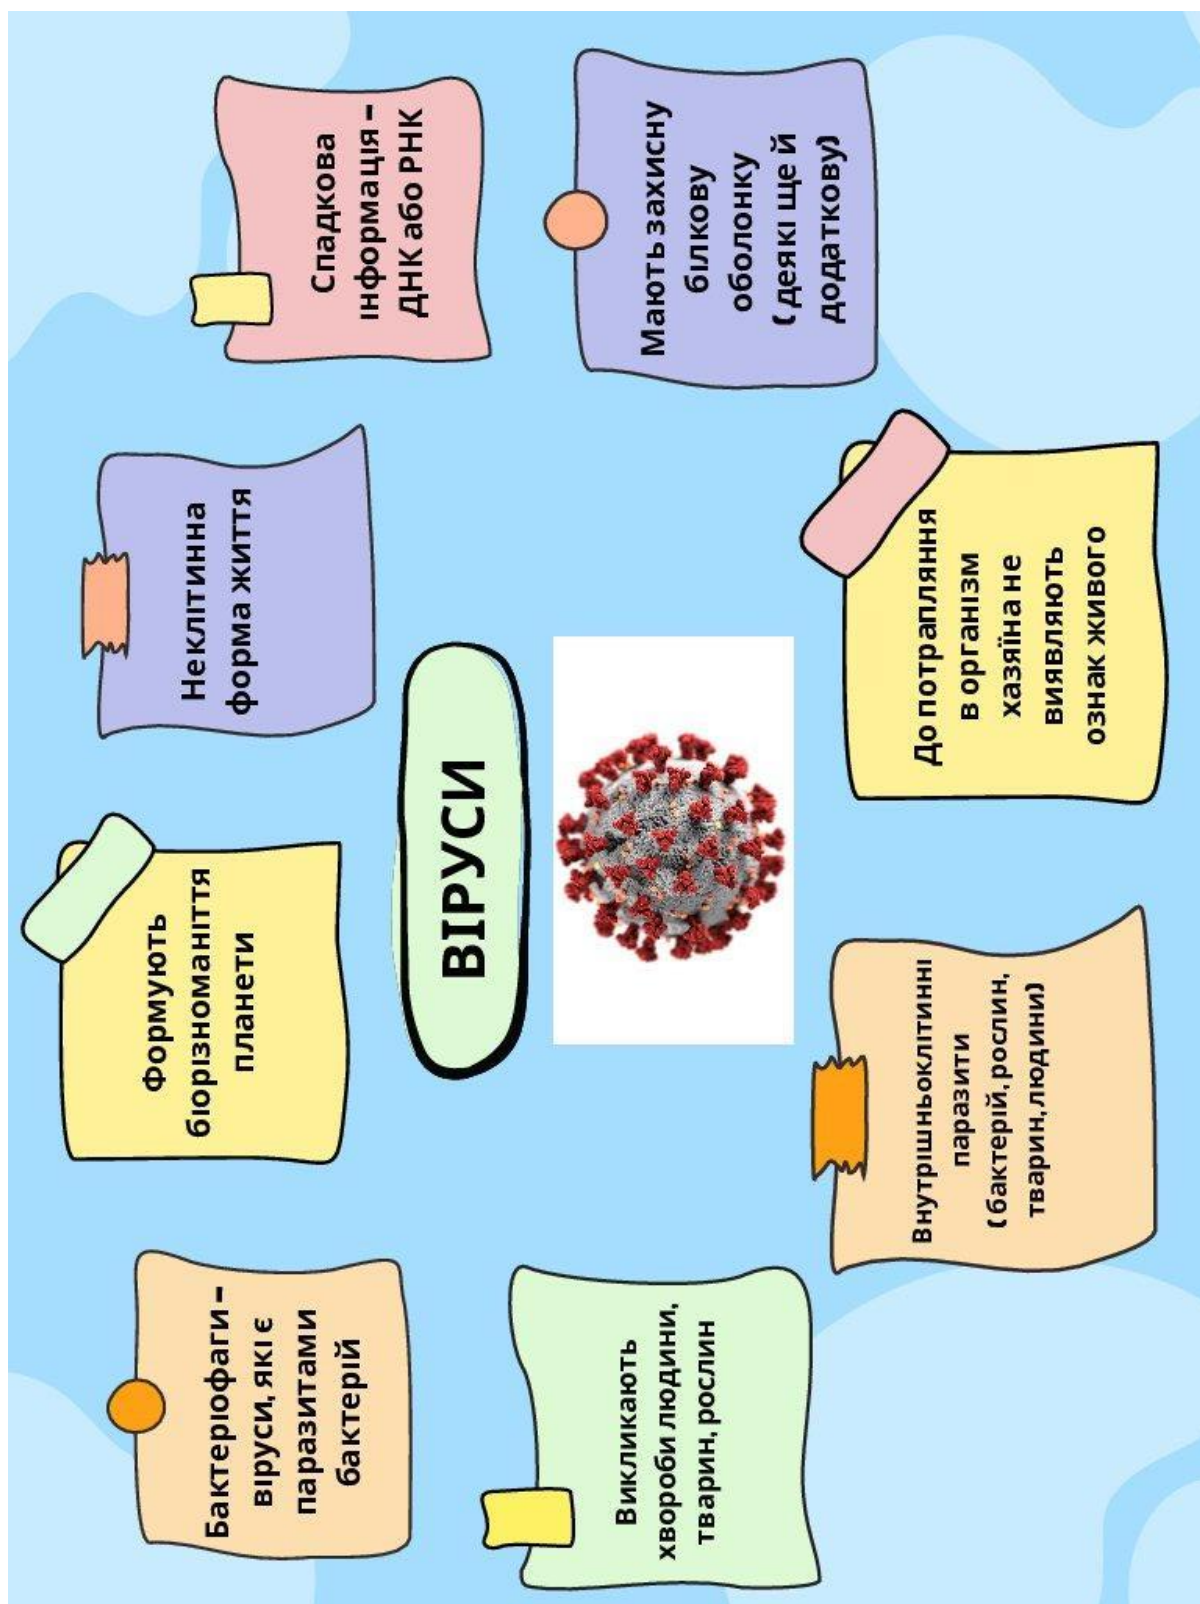 Бактеріофаги –
віруси, які є
паразитами
бактерій
Формують
біорізноманіття
планети
Неклітинна
форма життя
Спадкова
інформація –
ДНК або РНК
ВІРУСИ
Викликають
хвороби людини,
тварин, рослин
Внутрішньоклітинні
паразити
(бактерій, рослин,
тварин, людини)
До потрапляння
в організм
хазяїна не
виявляють
ознак живого
Мають захисну
білкову
оболонку
(деякі ще й
додаткову)